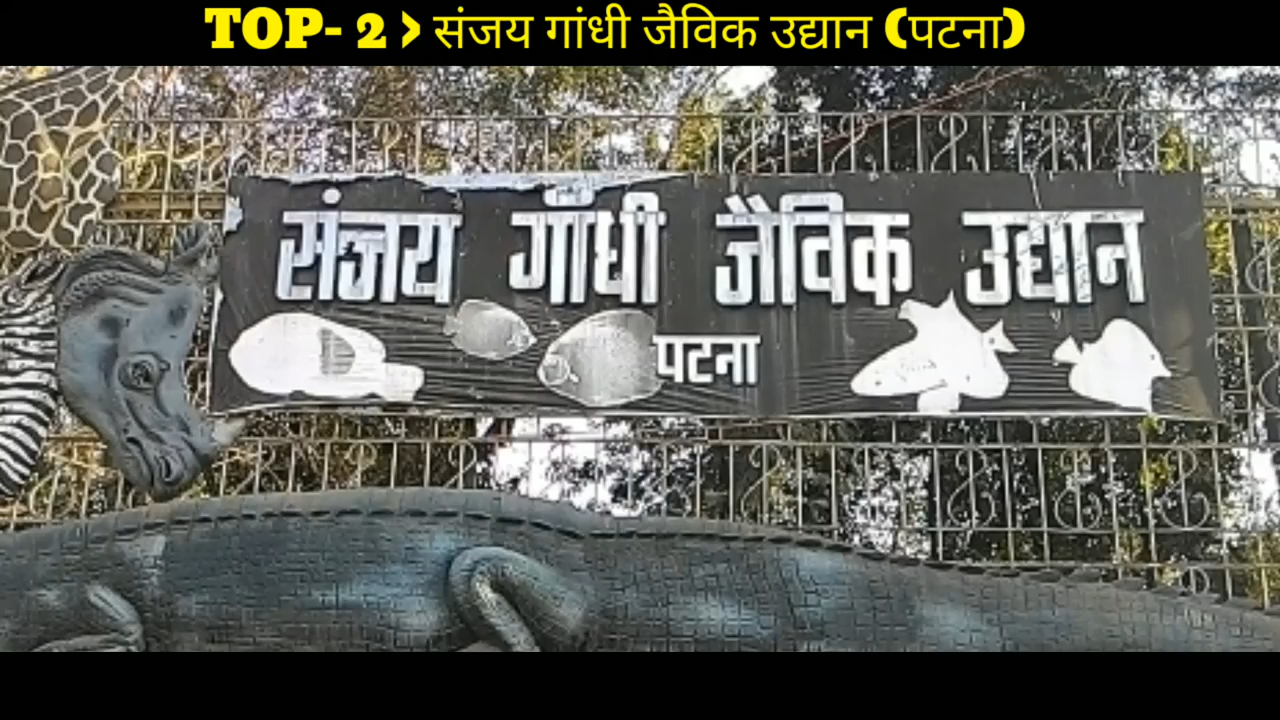 TOP- 2 > संजय गांधी जैविक उद्यान (पटना)
संजय गाँधी जैविक उद्यान
पटना